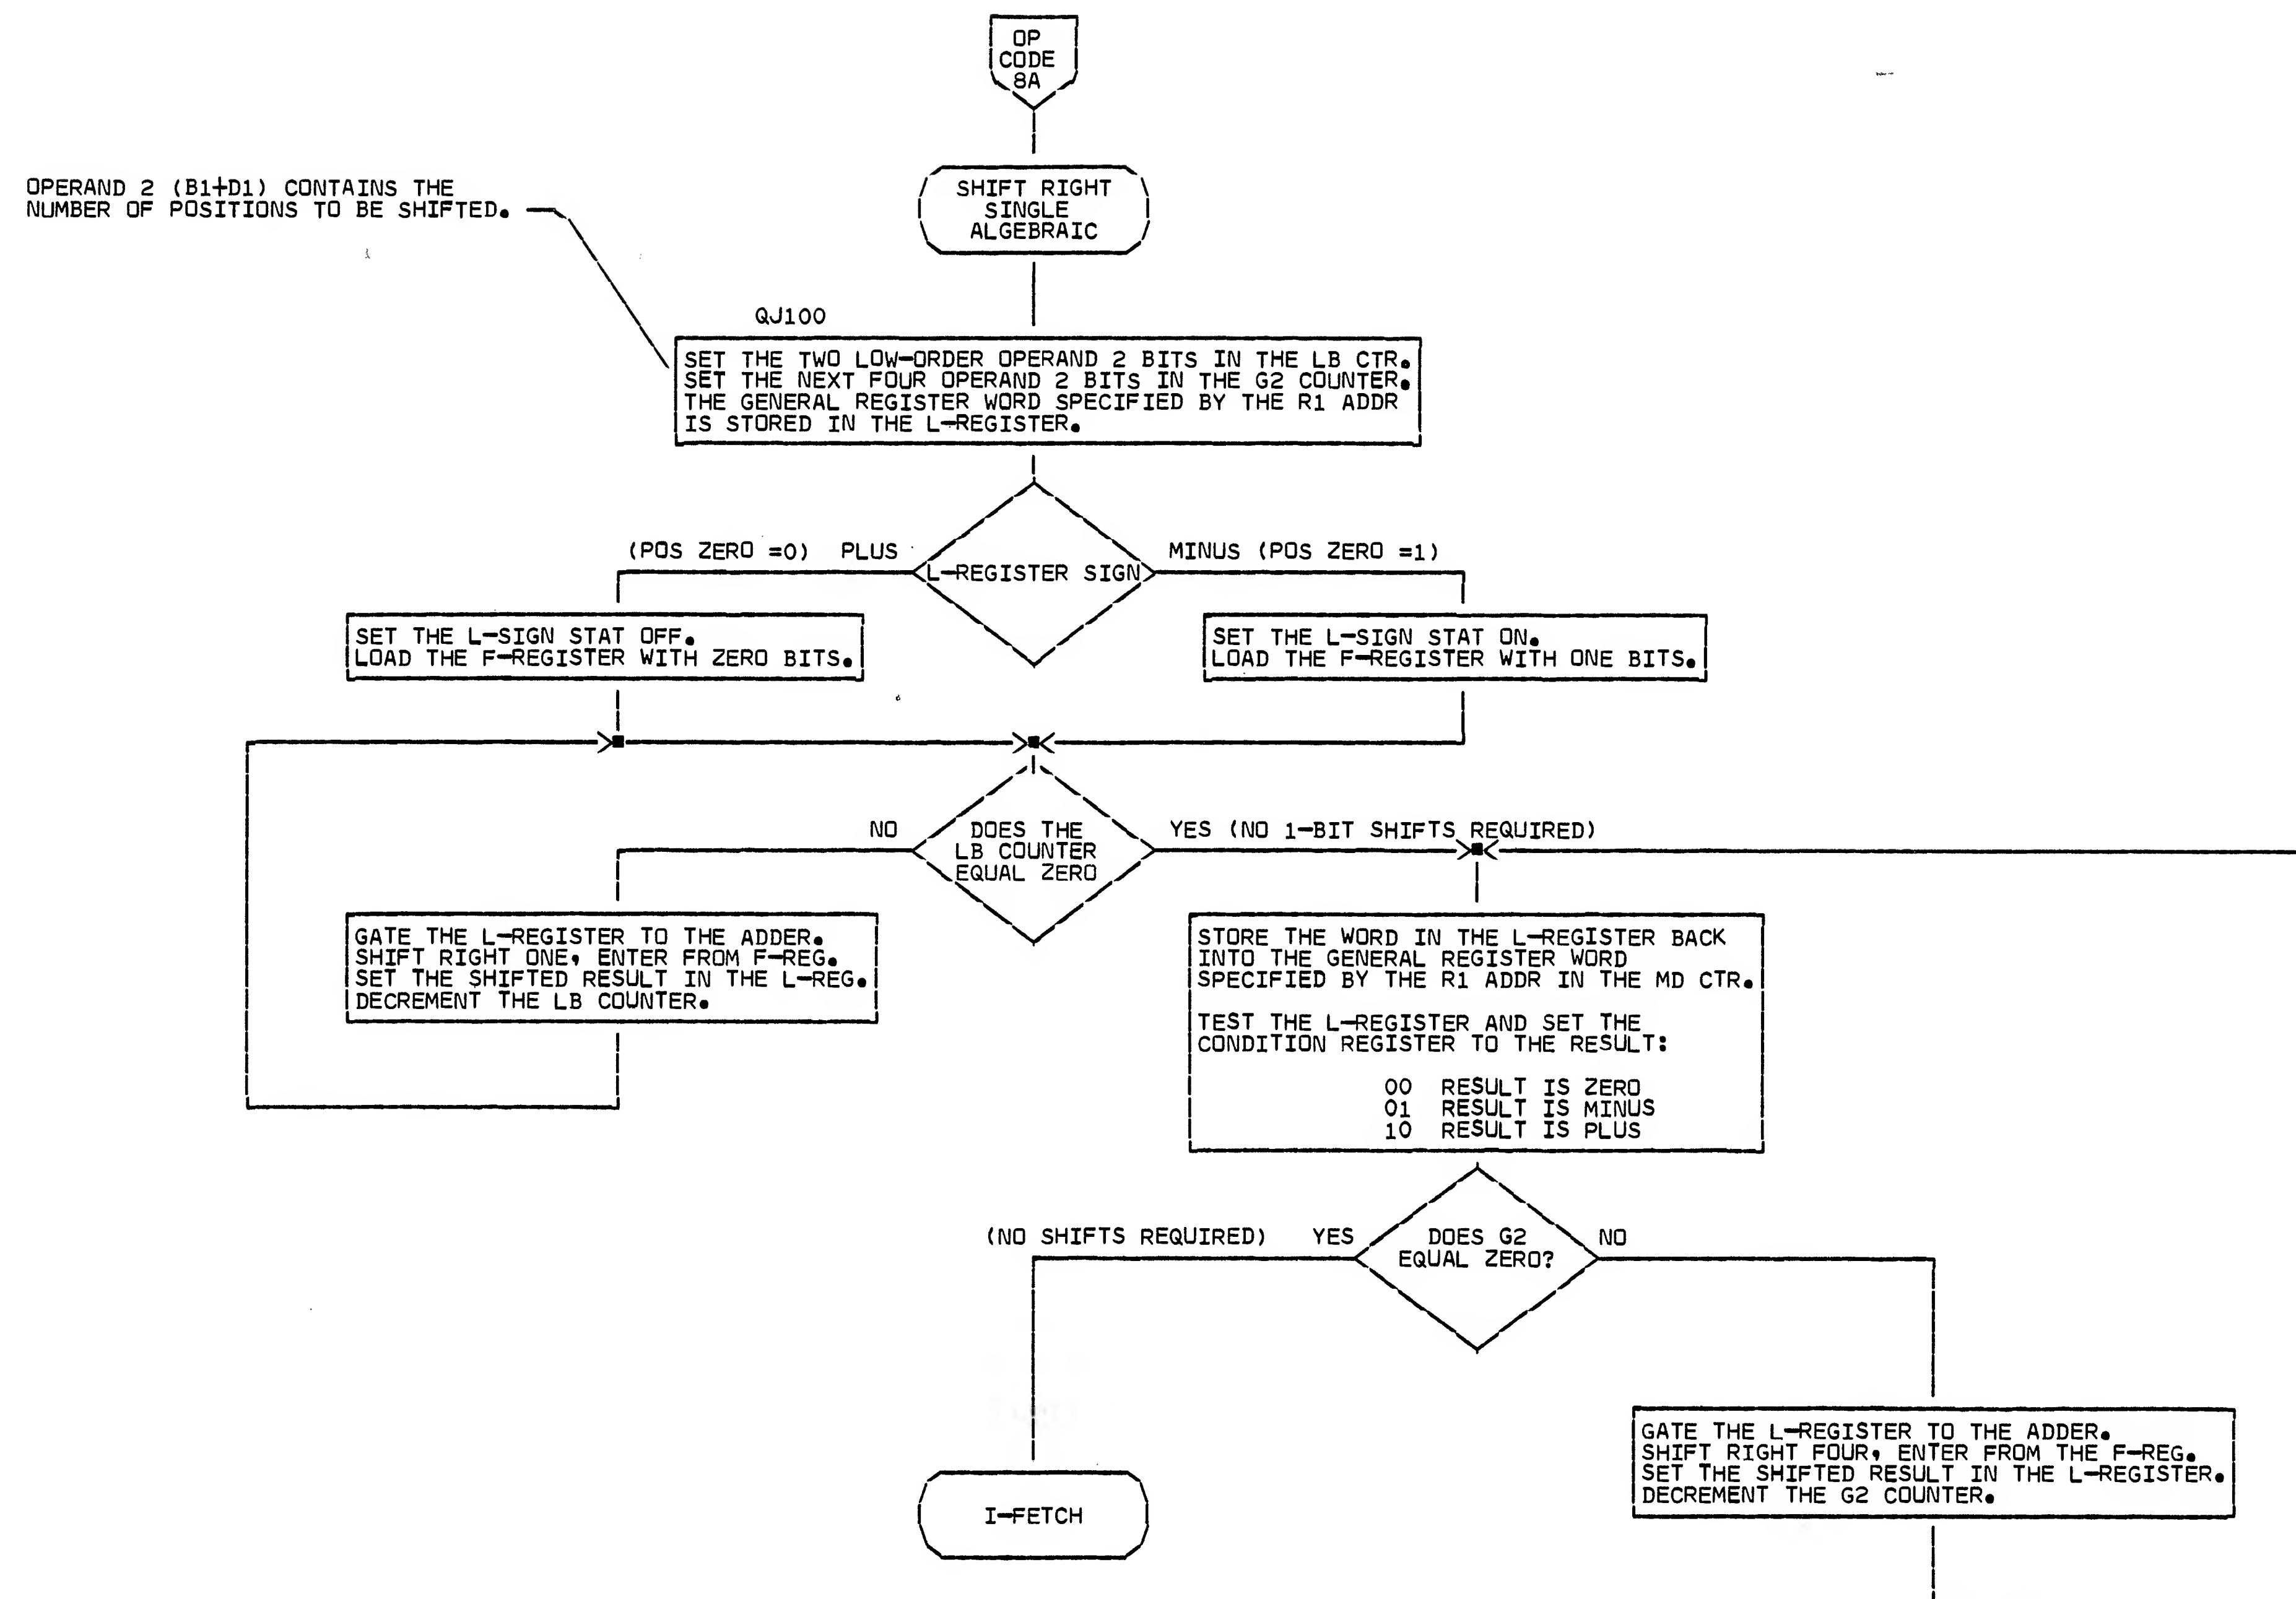 OP
CODE
8A
OPERAND 2 (B1+D1) CONTAINS THE
NUMBER OF POSITIONS TO BE SHIFTED.
SHIFT RIGHT
SINGLE
ALGEBRAIC
QJ100
SET THE TWO LOW-ORDER OPERAND 2 BITS IN THE LB CTR.
SET THE NEXT FOUR OPERAND 2 BITS IN THE G2 COUNTER.
THE GENERAL REGISTER WORD SPECIFIED BY THE R1 ADDR
IS STORED IN THE L-REGISTER.
(POS ZERO =0) PLUS
MINUS (POS ZERO =1)
L-REGISTER SIGN
SET THE L-SIGN STAT OFF.
LOAD THE F-REGISTER WITH ZERO BITS.
SET THE L-SIGN STAT ON.
LOAD THE F-REGISTER WITH ONE BITS.
NO
DOES THE
LB COUNTER
EQUAL ZERO
YES (NO 1-BIT SHIFTS REQUIRED)
GATE THE L-REGISTER TO THE ADDER.
SHIFT RIGHT ONE, ENTER FROM F-REG.
SET THE SHIFTED RESULT IN THE L-REG.
DECREMENT THE LB COUNTER.
STORE THE WORD IN THE L-REGISTER BACK
INTO THE GENERAL REGISTER WORD
SPECIFIED BY THE R1 ADDR IN THE MD CTR.
TEST THE L-REGISTER AND SET THE
CONDITION REGISTER TO THE RESULT:
00 RESULT IS ZERO
01 RESULT IS MINUS
10 RESULT IS PLUS
(NO SHIFTS REQUIRED) YES
DOES G2
EQUAL ZERO?
NO
GATE THE L-REGISTER TO THE ADDER.
SHIFT RIGHT FOUR, ENTER FROM THE F-REG.
SET THE SHIFTED RESULT IN THE L-REGISTER.
DECREMENT THE G2 COUNTER.
I-FETCH